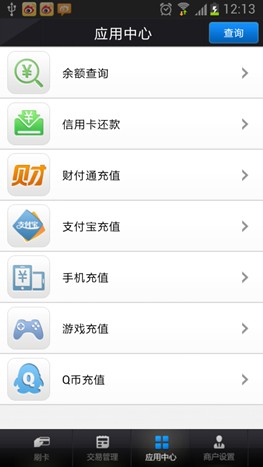 12:13
应用中心
查询
余额查询
信用卡还款
财付通充值
支付宝充值
手机充值
游戏充值
Q币充值
刷卡
交易管理
应用中心
商户设置